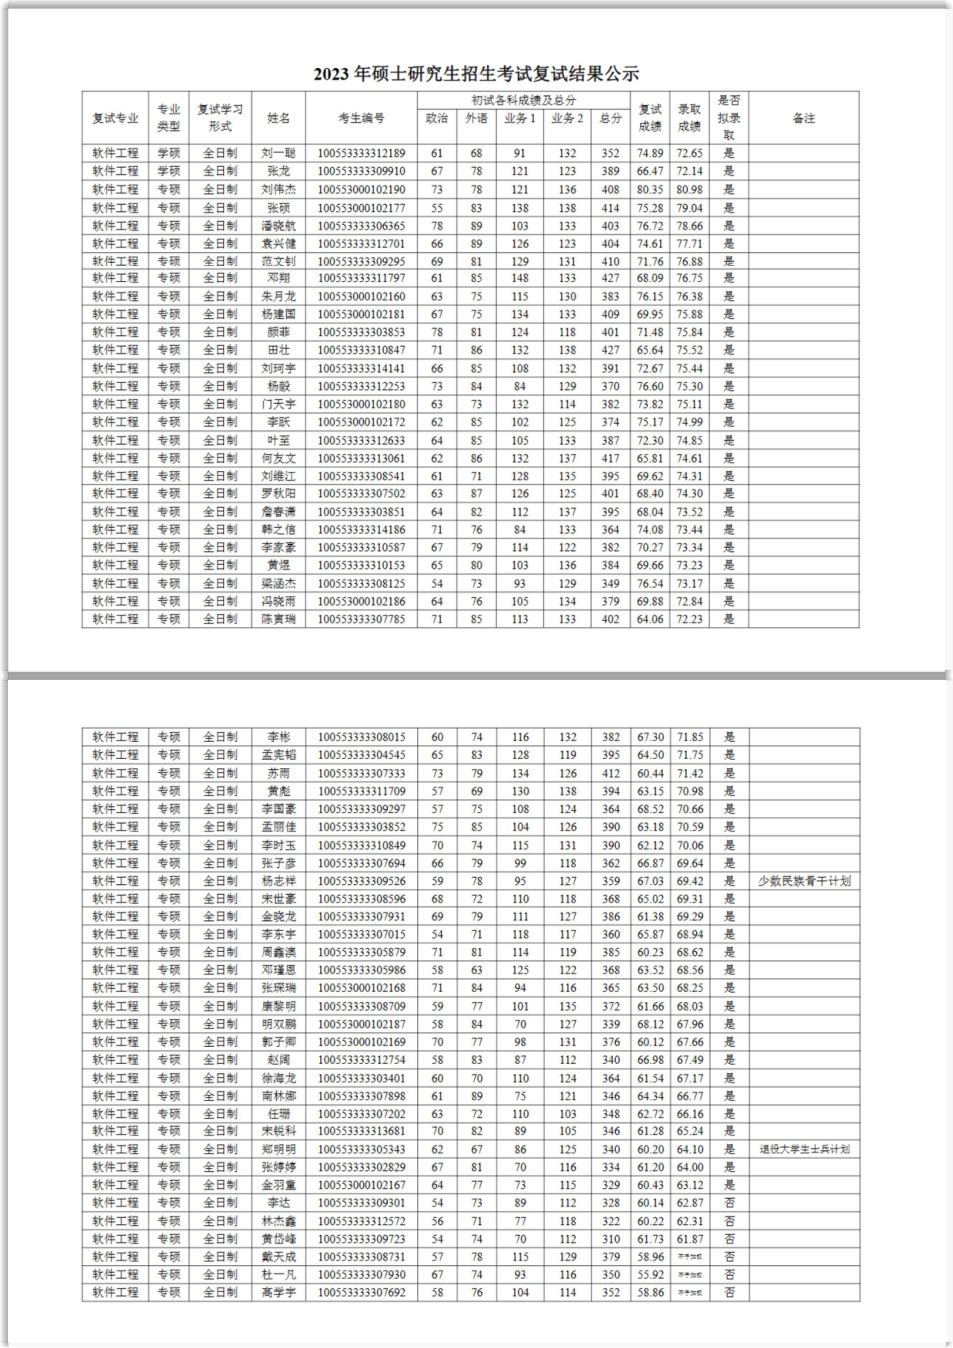 2023 年硕士研究生招生考试复试结果公示
复试专业 专业类型 复试学习形式 姓名 考生编号 初试各科成绩及总分 复试成绩 录取成绩 是否拟录取 备注
政治 外语 业务1 业务2 总分
软件工程 学硕 全日制 刘一聪 100553333312189 61 68 91 132 352 74.89 72.65 是
软件工程 学硕 全日制 张龙 100553333309910 67 78 121 123 389 66.47 72.14 是
软件工程 专硕 全日制 刘伟杰 100553000102190 73 78 121 136 408 80.35 80.98 是
软件工程 专硕 全日制 张硕 100553000102177 55 83 138 138 414 75.28 79.04 是
软件工程 专硕 全日制 潘晓航 100553333306365 78 89 103 133 403 76.72 78.66 是
软件工程 专硕 全日制 袁兴健 100553333312701 66 89 126 123 404 74.61 77.71 是
软件工程 专硕 全日制 范文钊 100553333309295 69 81 129 131 410 71.76 76.88 是
软件工程 专硕 全日制 邓翔 100553333311797 61 85 148 133 427 68.09 76.75 是
软件工程 专硕 全日制 朱月龙 100553000102160 63 75 115 130 383 76.15 76.38 是
软件工程 专硕 全日制 杨建国 100553000102181 67 75 134 133 409 69.95 75.88 是
软件工程 专硕 全日制 颜菲 100553333303853 78 81 124 118 401 71.48 75.84 是
软件工程 专硕 全日制 田壮 100553333310847 71 86 132 138 427 65.64 75.52 是
软件工程 专硕 全日制 刘珂宇 100553333314141 66 85 108 132 391 72.67 75.44 是
软件工程 专硕 全日制 杨毅 100553333312253 73 84 84 129 370 76.60 75.30 是
软件工程 专硕 全日制 门天宇 100553000102180 63 73 132 114 382 73.82 75.11 是
软件工程 专硕 全日制 李跃 100553000102172 62 85 102 125 374 75.17 74.99 是
软件工程 专硕 全日制 叶至 100553333312633 64 85 105 133 387 72.30 74.85 是
软件工程 专硕 全日制 何友文 100553333313061 62 86 132 137 417 65.81 74.61 是
软件工程 专硕 全日制 刘维江 100553333308541 61 71 128 135 395 69.62 74.31 是
软件工程 专硕 全日制 罗秋阳 100553333307502 63 87 126 125 401 68.40 74.30 是
软件工程 专硕 全日制 詹春潇 100553333303851 64 82 112 137 395 68.04 73.52 是
软件工程 专硕 全日制 韩之信 100553333314186 71 76 84 133 364 74.08 73.44 是
软件工程 专硕 全日制 李家豪 100553333310587 67 79 114 122 382 70.27 73.34 是
软件工程 专硕 全日制 黄煜 100553333310153 65 80 103 136 384 69.66 73.23 是
软件工程 专硕 全日制 梁涵杰 100553333308125 54 73 93 129 349 76.54 73.17 是
软件工程 专硕 全日制 冯晓雨 100553000102186 64 76 105 134 379 69.88 72.84 是
软件工程 专硕 全日制 陈寅瑞 100553333307785 71 85 113 133 402 64.06 72.23 是
软件工程 专硕 全日制 李彬 100553333308015 60 74 116 132 382 67.30 71.85 是
软件工程 专硕 全日制 孟宪韬 100553333304545 65 83 128 119 395 64.50 71.75 是
软件工程 专硕 全日制 苏雨 100553333307333 73 79 134 126 412 60.44 71.42 是
软件工程 专硕 全日制 黄彪 100553333311709 57 69 130 138 394 63.15 70.98 是
软件工程 专硕 全日制 李国豪 100553333309297 57 75 108 124 364 68.52 70.66 是
软件工程 专硕 全日制 孟丽佳 100553333303852 75 85 104 126 390 63.18 70.59 是
软件工程 专硕 全日制 李时玉 100553333310849 70 74 115 131 390 62.12 70.06 是
软件工程 专硕 全日制 张子彦 100553333307694 66 79 99 118 362 66.87 69.64 是
软件工程 专硕 全日制 杨志祥 100553333309526 59 78 95 127 359 67.03 69.42 是 少数民族骨干计划
软件工程 专硕 全日制 宋世豪 100553333308596 68 72 110 118 368 65.02 69.31 是
软件工程 专硕 全日制 金晓龙 100553333307931 69 79 111 127 386 61.38 69.29 是
软件工程 专硕 全日制 李东宇 100553333307015 54 71 118 117 360 65.87 68.94 是
软件工程 专硕 全日制 周鑫澳 100553333305879 71 81 114 119 385 60.23 68.62 是
软件工程 专硕 全日制 邓瑾恩 100553333305986 58 63 125 122 368 63.52 68.56 是
软件工程 专硕 全日制 张琛瑞 100553000102168 71 84 94 116 365 63.50 68.25 是
软件工程 专硕 全日制 康黎明 100553333308709 59 77 101 135 372 61.66 68.03 是
软件工程 专硕 全日制 明双鹏 100553000102187 58 84 70 127 339 68.12 67.96 是
软件工程 专硕 全日制 郭子卿 100553000102169 70 77 98 131 376 60.12 67.66 是
软件工程 专硕 全日制 赵阔 100553333312754 58 83 87 112 340 66.98 67.49 是
软件工程 专硕 全日制 徐海龙 100553333303401 60 70 110 124 364 61.54 67.17 是
软件工程 专硕 全日制 南林娜 100553333307898 61 89 75 121 346 64.34 66.77 是
软件工程 专硕 全日制 任珊 100553333307202 63 72 110 103 348 62.72 66.16 是
软件工程 专硕 全日制 宋锐科 100553333313681 70 82 89 105 346 61.28 65.24 是
软件工程 专硕 全日制 郑明明 100553333305343 62 67 86 125 340 60.20 64.10 是 退役大学生士兵计划
软件工程 专硕 全日制 张婷婷 100553333302829 67 81 70 116 334 61.20 64.00 是
软件工程 专硕 全日制 金羽童 100553000102167 64 77 73 115 329 60.43 63.12 是
软件工程 专硕 全日制 李达 100553333309301 54 73 89 112 328 60.14 62.87 否
软件工程 专硕 全日制 林杰鑫 100553333312572 56 71 77 118 322 60.22 62.31 否
软件工程 专硕 全日制 黄岱峰 100553333309723 54 74 70 112 310 61.73 61.87 否
软件工程 专硕 全日制 戴天成 100553333308731 57 78 115 129 379 58.96 不予加权 否
软件工程 专硕 全日制 杜一凡 100553333307930 67 74 93 116 350 55.92 不予加权 否
软件工程 专硕 全日制 高学宇 100553333307692 58 76 104 114 352 58.86 不予加权 否